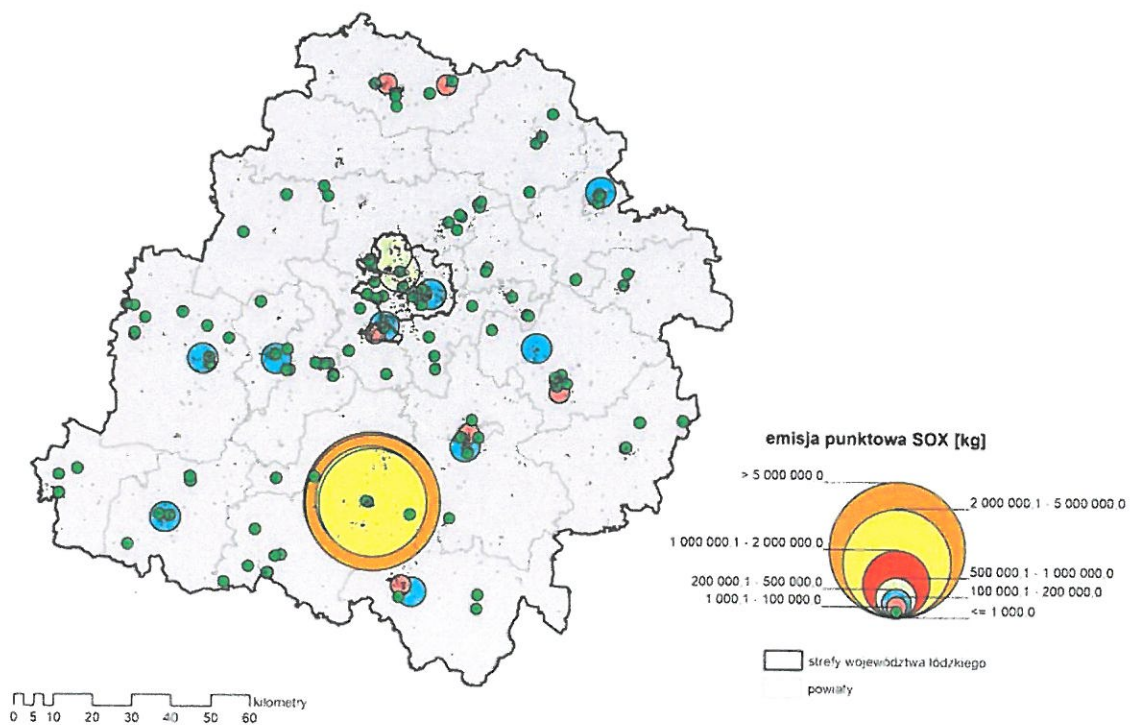 emisja punktowa SOX [kg]
> 5 000 000.0
2 000 000.1 - 5 000 000.0
1 000 000.1 - 2 000 000.0
500 000.1 - 1 000 000.0
200 000.1 - 500 000.0
100 000.1 - 200 000.0
1 000.1 - 100 000.0
<= 1 000.0
strefy województwa łódzkiego
powiaty
kilometry
0 5 10 20 30 40 50 60